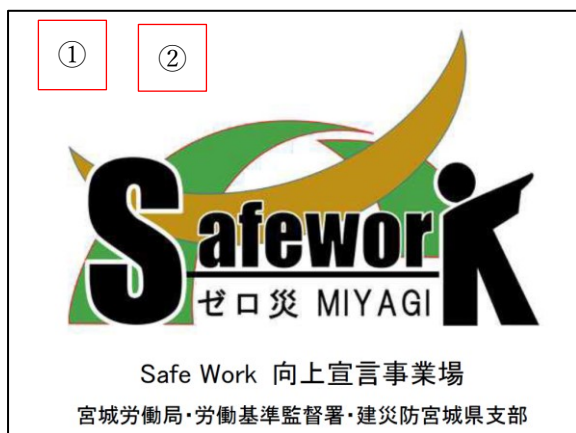 ① ②
Safework
ゼロ災 MIYAGI
Safe Work 向上宣言事業場
宮城労働局・労働基準監督署・建災防宮城県支部